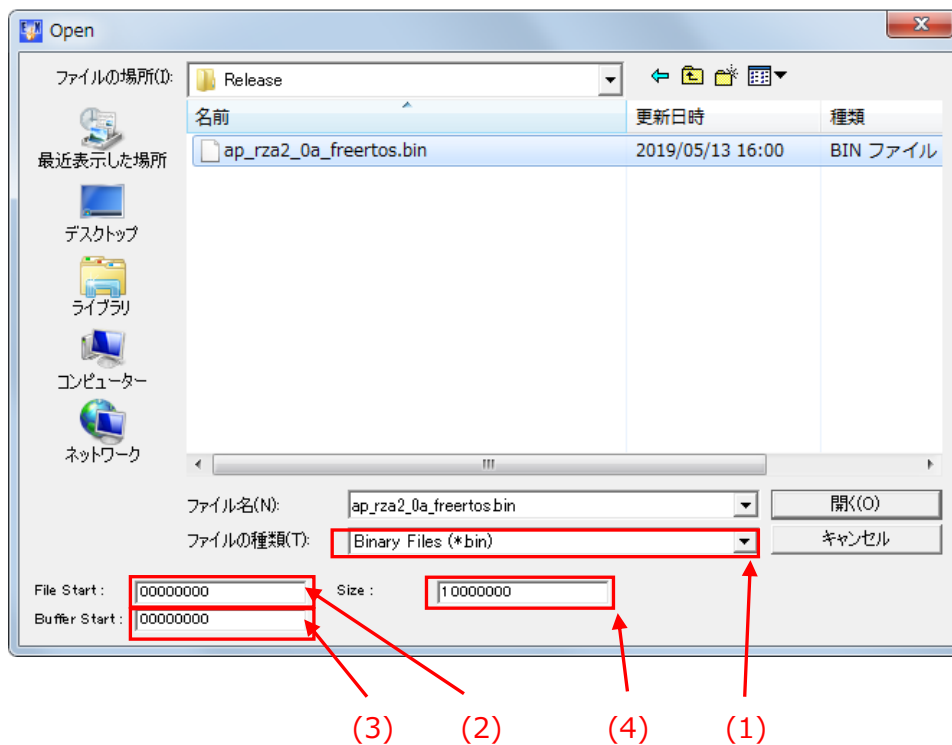 Open
ファイルの場所(I):
Release
名前
更新日時
種類
ap_rza2_0a_freertos.bin
2019/05/13 16:00
BIN ファイル
最近表示した場所
デスクトップ
ライブラリ
コンピューター
ネットワーク
ファイル名(N):
ap_rza2_0a_freertos.bin
開く(O)
ファイルの種類(T):
Binary Files (*.bin)
キャンセル
File Start :
00000000
Size :
10000000
Buffer Start :
00000000
(3)
(2)
(4)
(1)